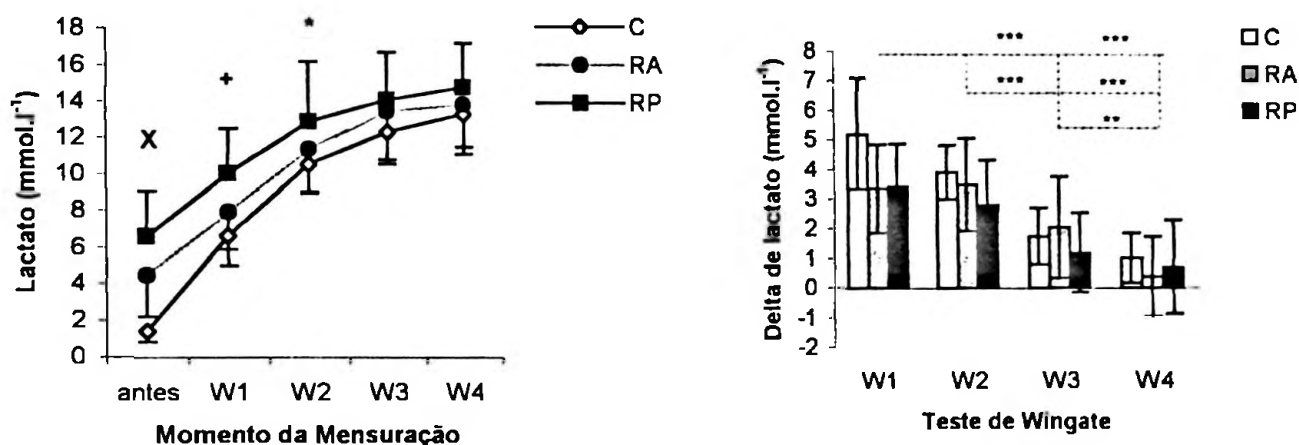 18
16
14
12
10
8
6
4
2
0
Lactato (mmol.l⁻¹)
X
+
*
C
RA
RP
antes W1 W2 W3 W4
Momento da Mensuração
8
7
6
5
4
3
2
1
0
-1
-2
Delta de lactato (mmol.l⁻¹)
*** ***
*** ***
**
C
RA
RP
W1 W2 W3 W4
Teste de Wingate